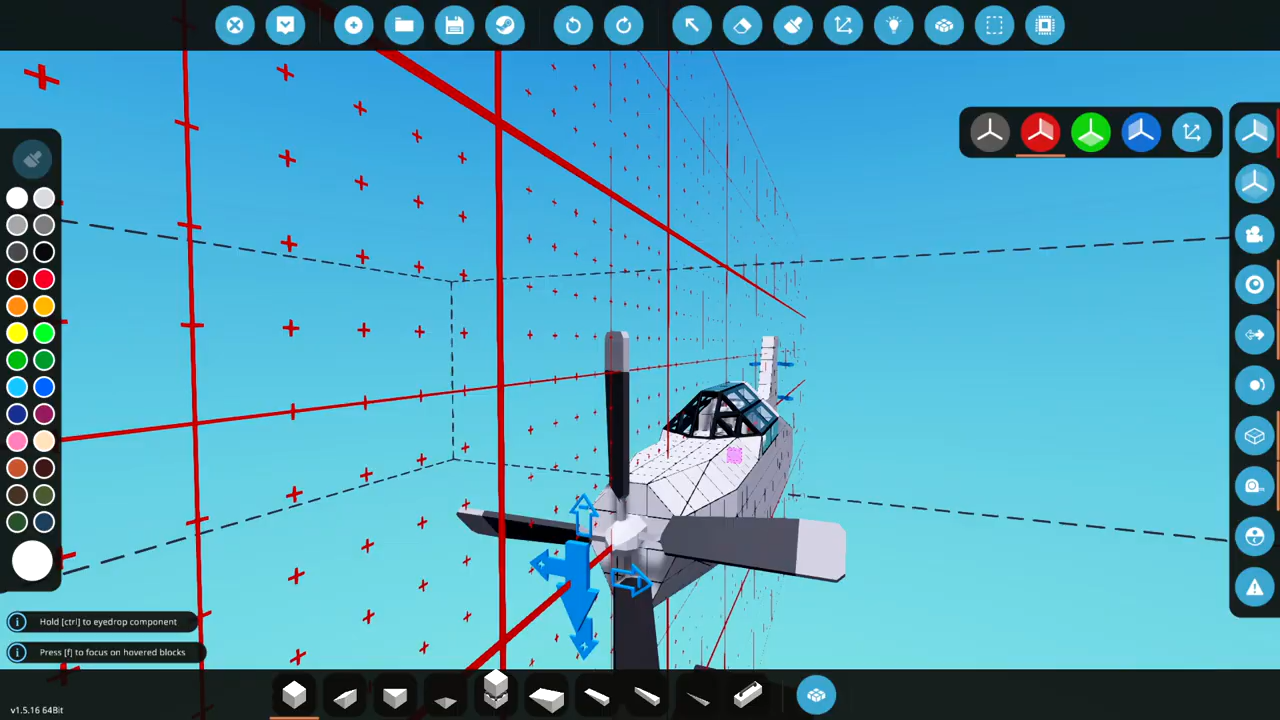 Hold [ctrl] to eyedrop component
Press [f] to focus on hovered blocks
v1.5.16 64Bit